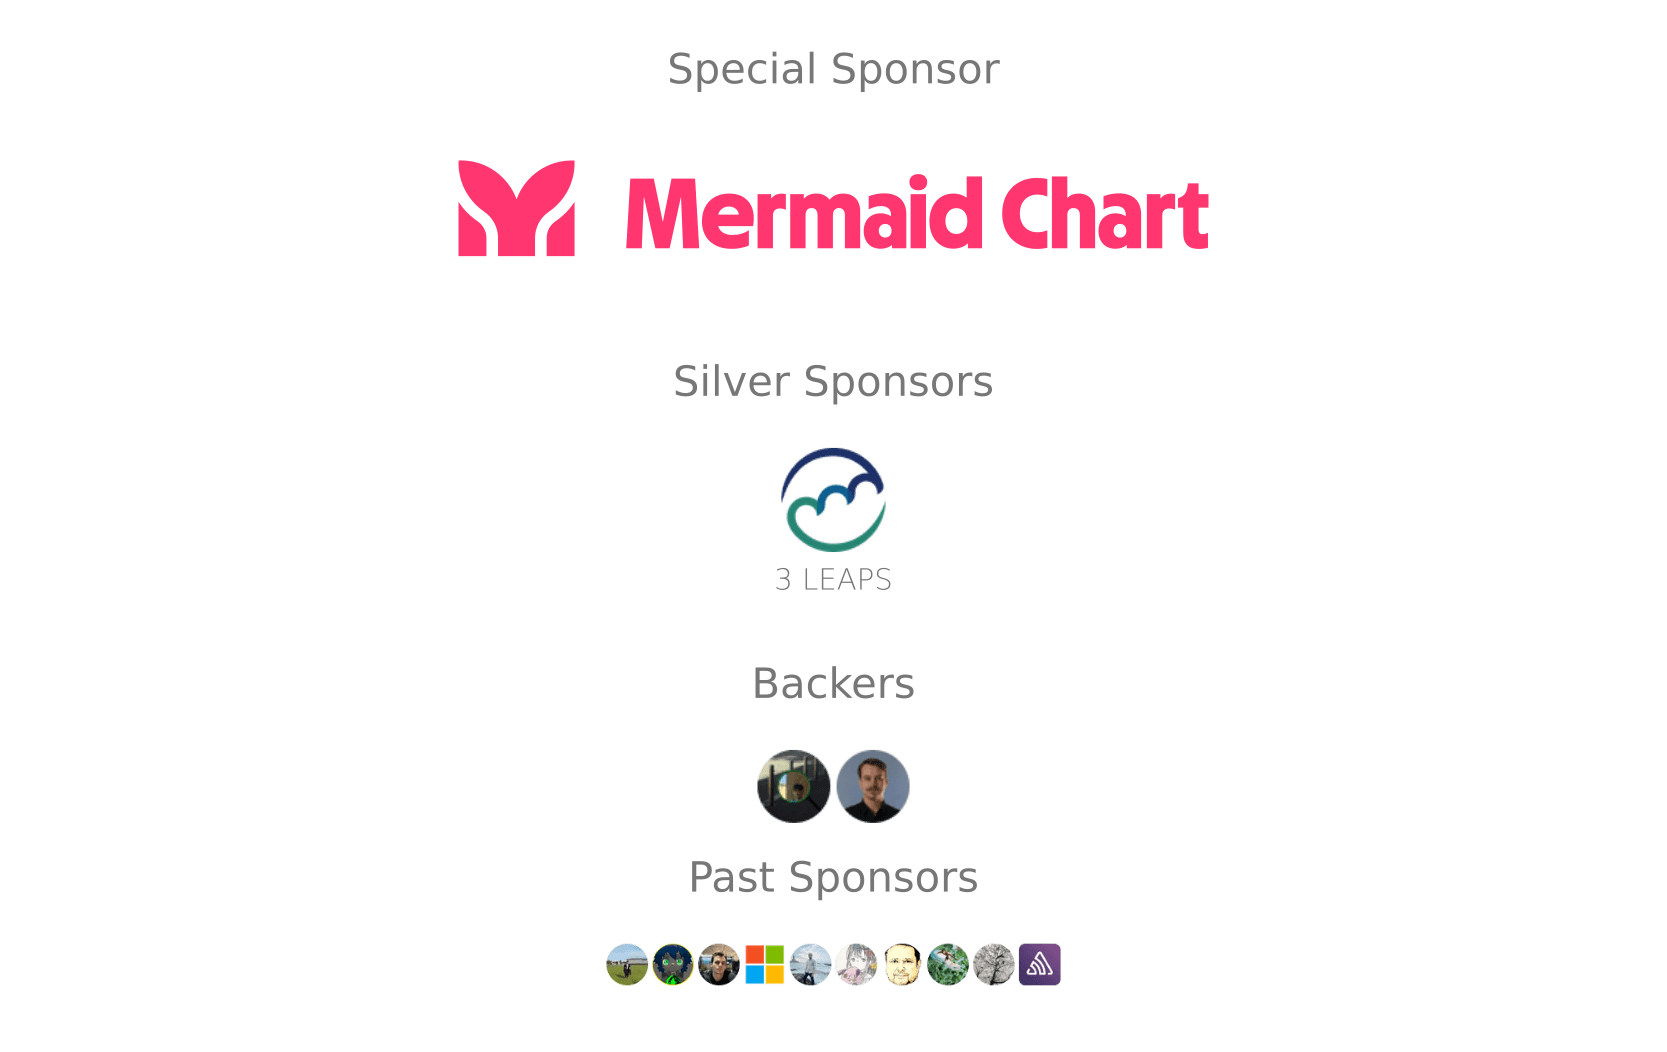 Special Sponsor
Mermaid Chart
Silver Sponsors
3 LEAPS
Backers
Past Sponsors